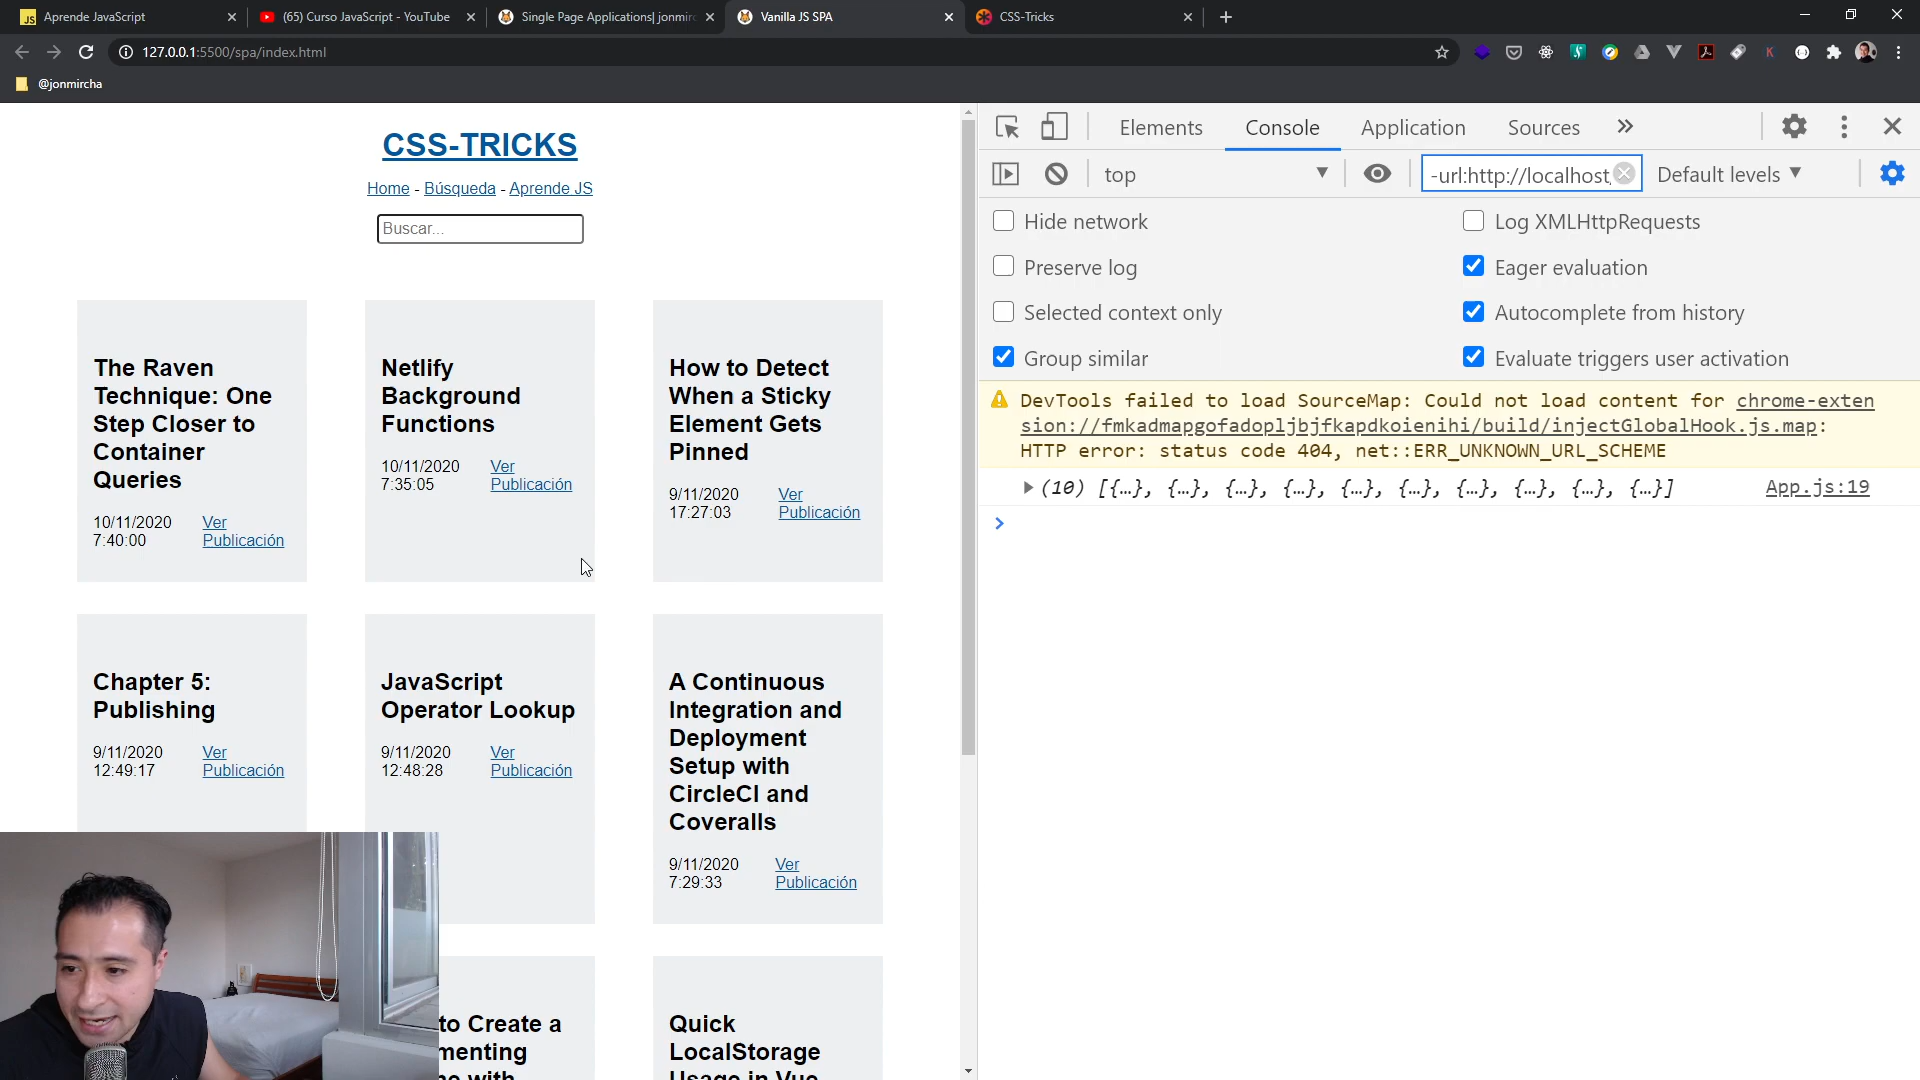 Aprende JavaScript
(65) Curso JavaScript - YouTube
Single Page Applications| jonmirc
Vanilla JS SPA
CSS-Tricks
127.0.0.1:5500/spa/index.html
@jonmircha
CSS-TRICKS
Home - Búsqueda - Aprende JS
Buscar...
The Raven
Technique: One
Step Closer to
Container
Queries
10/11/2020
7:40:00
Ver
Publicación
Netlify
Background
Functions
10/11/2020
7:35:05
Ver
Publicación
How to Detect
When a Sticky
Element Gets
Pinned
9/11/2020
17:27:03
Ver
Publicación
Chapter 5:
Publishing
9/11/2020
12:49:17
Ver
Publicación
JavaScript
Operator Lookup
9/11/2020
12:48:28
Ver
Publicación
A Continuous
Integration and
Deployment
Setup with
CircleCI and
Coveralls
9/11/2020
7:29:33
Ver
Publicación
to Create a
menting
with
Quick
LocalStorage
Usage in Vue
Elements
Console
Application
Sources
top
-url:http://localhost
Default levels
Hide network
Log XMLHttpRequests
Preserve log
Eager evaluation
Selected context only
Autocomplete from history
Group similar
Evaluate triggers user activation
DevTools failed to load SourceMap: Could not load content for chrome-exten
sion://fmkadmapgofadopljbjfkapdkoienihi/build/injectGlobalHook.js.map:
HTTP error: status code 404, net::ERR_UNKNOWN_URL_SCHEME
(10) [{…}, {…}, {…}, {…}, {…}, {…}, {…}, {…}, {…}, {…}]
App.js:19